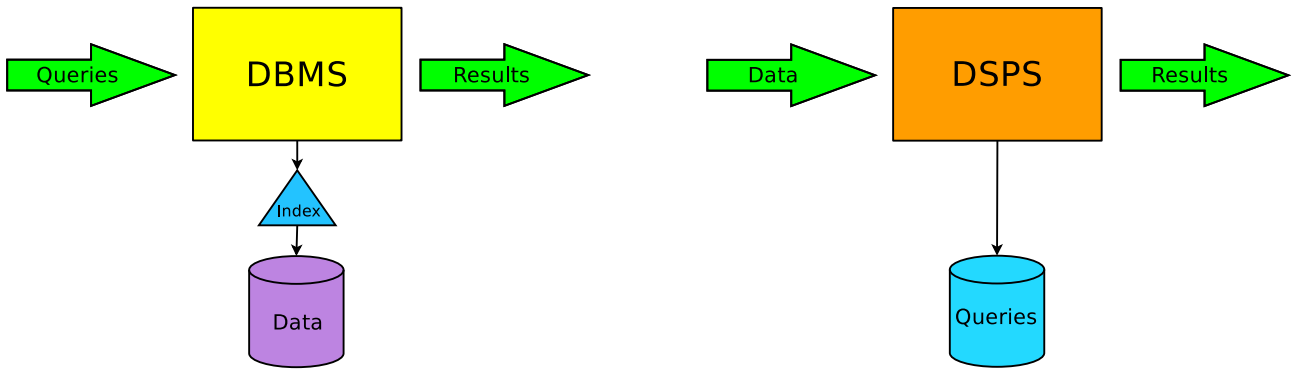 Queries
DBMS
Results
Index
Data
Data
DSPS
Results
Queries